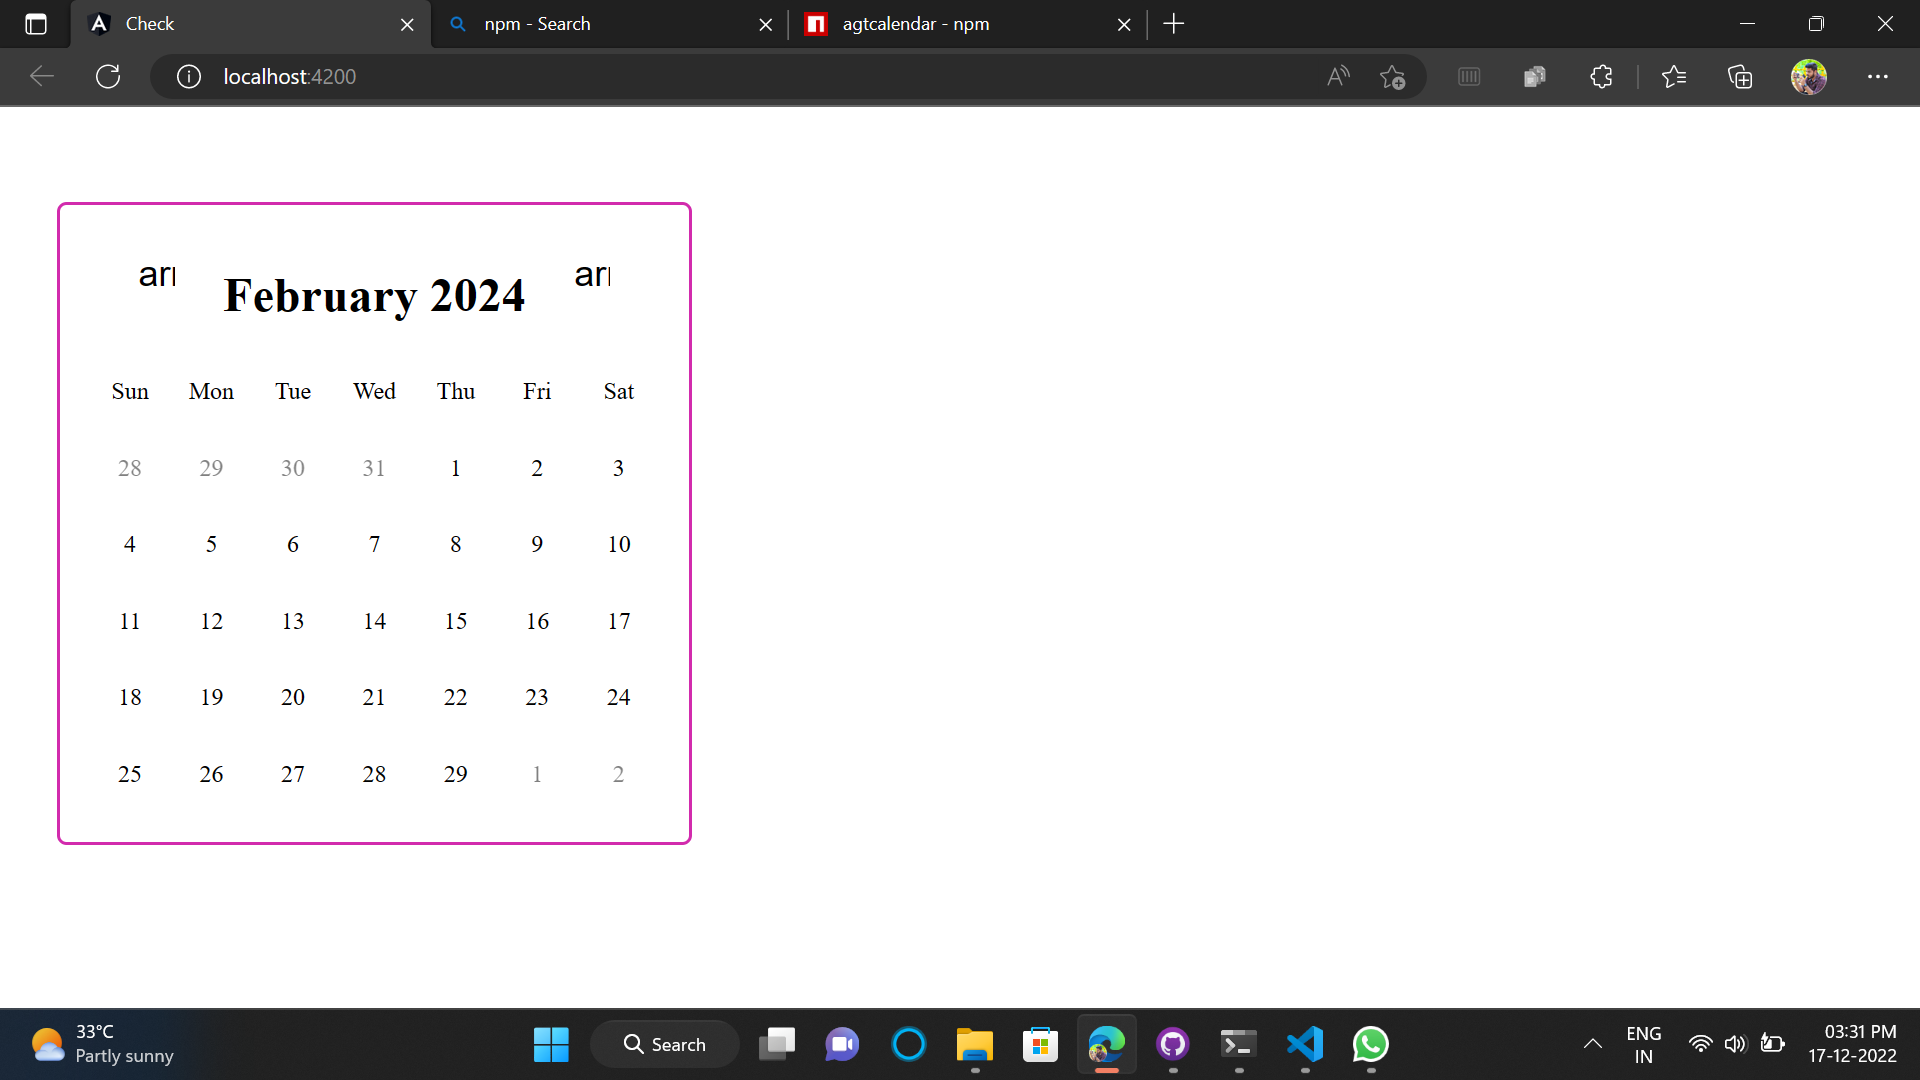 Check
npm - Search
agtcalendar - npm
localhost:4200
arr
February 2024
arr
Sun Mon Tue Wed Thu Fri Sat
28 29 30 31 1 2 3
4 5 6 7 8 9 10
11 12 13 14 15 16 17
18 19 20 21 22 23 24
25 26 27 28 29 1 2
33°C
Partly sunny
Search
ENG
IN
03:31 PM
17-12-2022